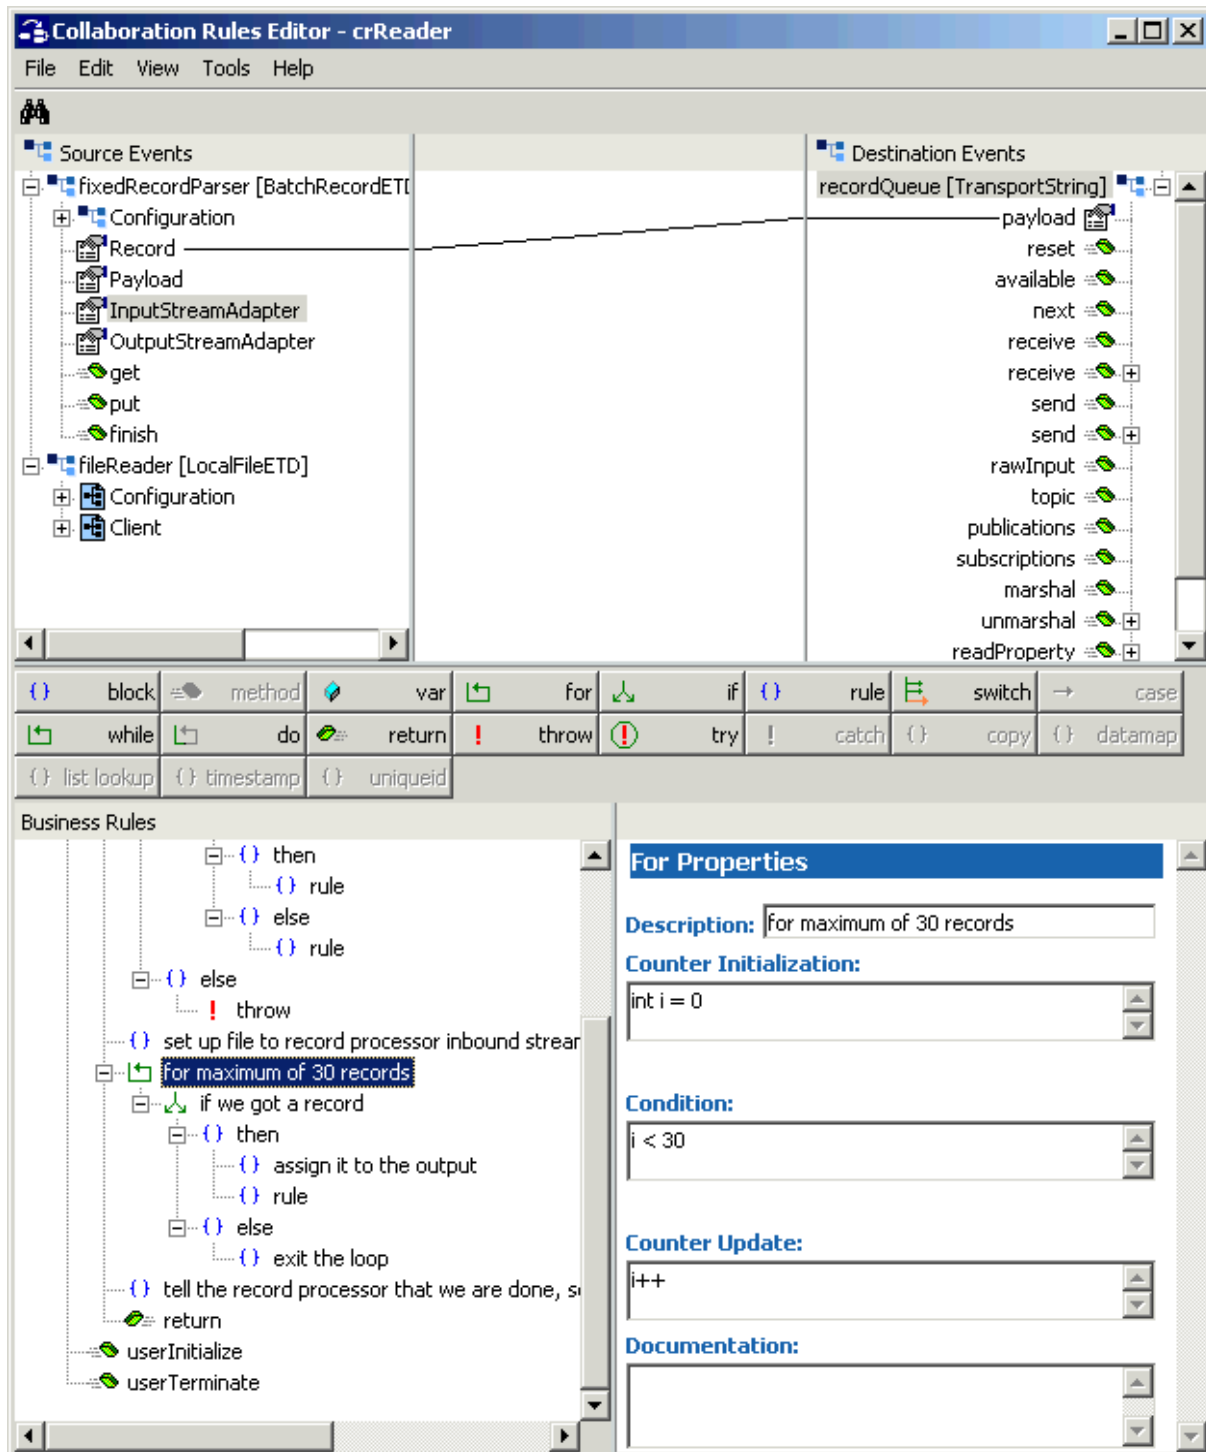 Collaboration Rules Editor - crReader
File Edit View Tools Help
Source Events
fixedRecordParser [BatchRecordETD
Configuration
Record
Payload
InputStreamAdapter
OutputStreamAdapter
get
put
finish
fileReader [LocalFileETD]
Configuration
Client
Destination Events
recordQueue [TransportString]
payload
reset
available
next
receive
receive
send
send
rawInput
topic
publications
subscriptions
marshal
unmarshal
readProperty
{} block method var for if {} rule switch case
while do return ! throw ! try ! catch {} copy {} datamap
{} list lookup {} timestamp {} uniqueid
Business Rules
{} then
{} rule
{} else
{} rule
{} else
! throw
{} set up file to record processor inbound strear
for maximum of 30 records
if we got a record
{} then
{} assign it to the output
{} rule
{} else
{} exit the loop
{} tell the record processor that we are done, s
return
userInitialize
userTerminate
For Properties
Description: for maximum of 30 records
Counter Initialization:
int i = 0
Condition:
i < 30
Counter Update:
i++
Documentation: